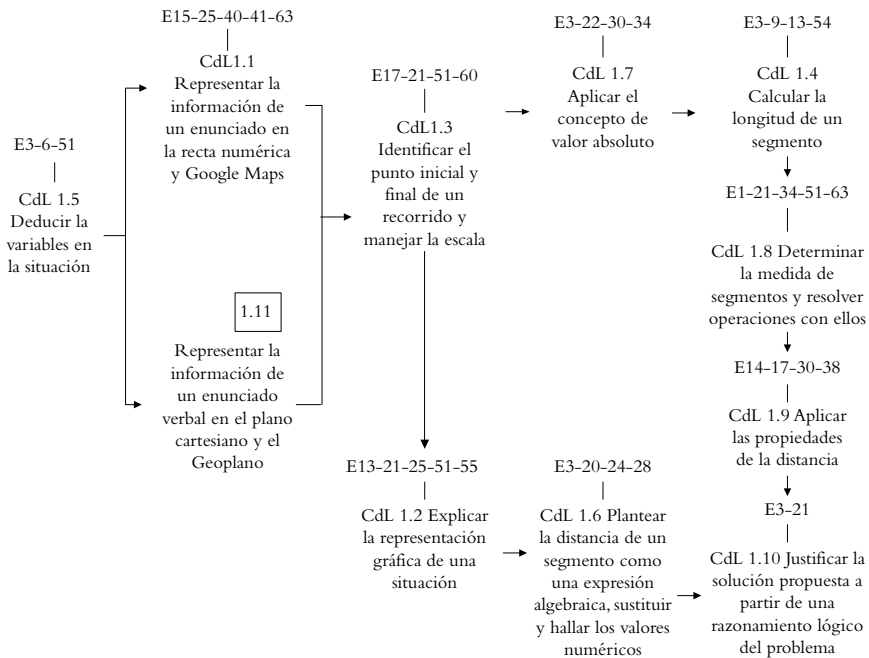 E3-6-51
CdL 1.5
Deducir la
variables en
la situación
E15-25-40-41-63
CdL1.1
Representar la
información de
un enunciado en
la recta numérica
y Google Maps
1.11
Representar la
información de
un enunciado
verbal en el plano
cartesiano y el
Geoplano
E17-21-51-60
CdL1.3
Identificar el
punto inicial y
final de un
recorrido y
manejar la escala
E13-21-25-51-55
CdL 1.2 Explicar
la representación
gráfica de una
situación
E3-22-30-34
CdL 1.7
Aplicar el
concepto de
valor absoluto
E3-20-24-28
CdL 1.6 Plantear
la distancia de un
segmento como
una expresión
algebraica, sustituir
y hallar los valores
numéricos
E3-9-13-54
CdL 1.4
Calcular la
longitud de un
segmento
E1-21-34-51-63
CdL 1.8 Determinar
la medida de
segmentos y resolver
operaciones con ellos
E14-17-30-38
CdL 1.9 Aplicar
las propiedades
de la distancia
E3-21
CdL 1.10 Justificar la
solución propuesta a
partir de una
razonamiento lógico
del problema